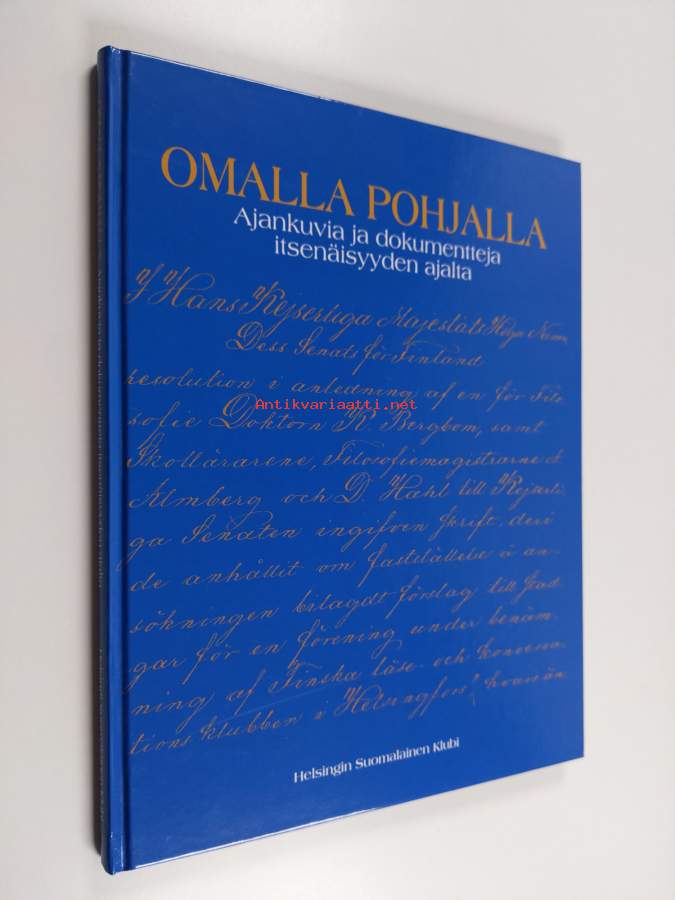 OMALLA POHJALLA
Ajankuvia ja dokumentteja
itsenäisyyden ajalta
I Hans Kejserliga Majestäts Höga Namn
Dess Senats för Finland
resolution i anledning af en för Filo
sofie Doktorn K. Bergbom, samt
Skollärarene, Filosofiemagistrarne A
Almberg och D. Hahl till Kejserli
ga Senaten ingifven skrift, deri
de anhållit om fastställelse å an-
sökningen bilagdt förslag till stad
gar för en förening under benäm
ning af "Finska läse- och konversa
tions klubben i Helsingfors", hvars än
Helsingin Suomalainen Klubi
Antikvariaatti.net